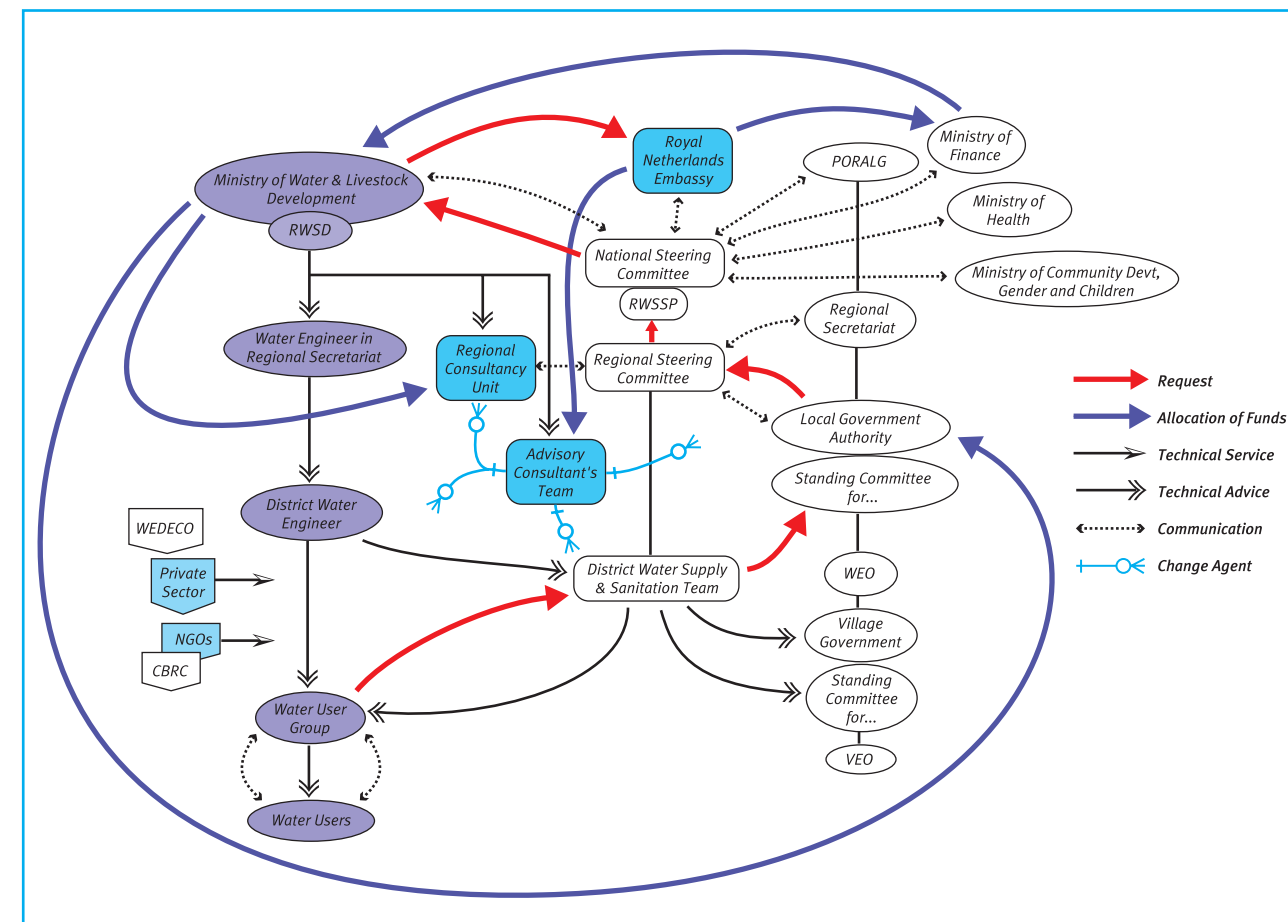 Royal
Netherlands
Embassy
Ministry of
Finance
PORALG
Ministry of Water & Livestock
Development
RWSD
Ministry of
Health
National Steering
Committee
Ministry of Community Devt,
Gender and Children
RWSSP
Regional
Secretariat
Water Engineer in
Regional Secretariat
Regional
Consultancy
Unit
Regional Steering
Committee
Local Government
Authority
Advisory
Consultant's
Team
Standing Committee
for...
District Water
Engineer
WEDECO
Private
Sector
NGOs
CBRC
District Water Supply
& Sanitation Team
WEO
Village
Government
Standing
Committee
for...
VEO
Water User
Group
Water Users
Request
Allocation of Funds
Technical Service
Technical Advice
Communication
Change Agent